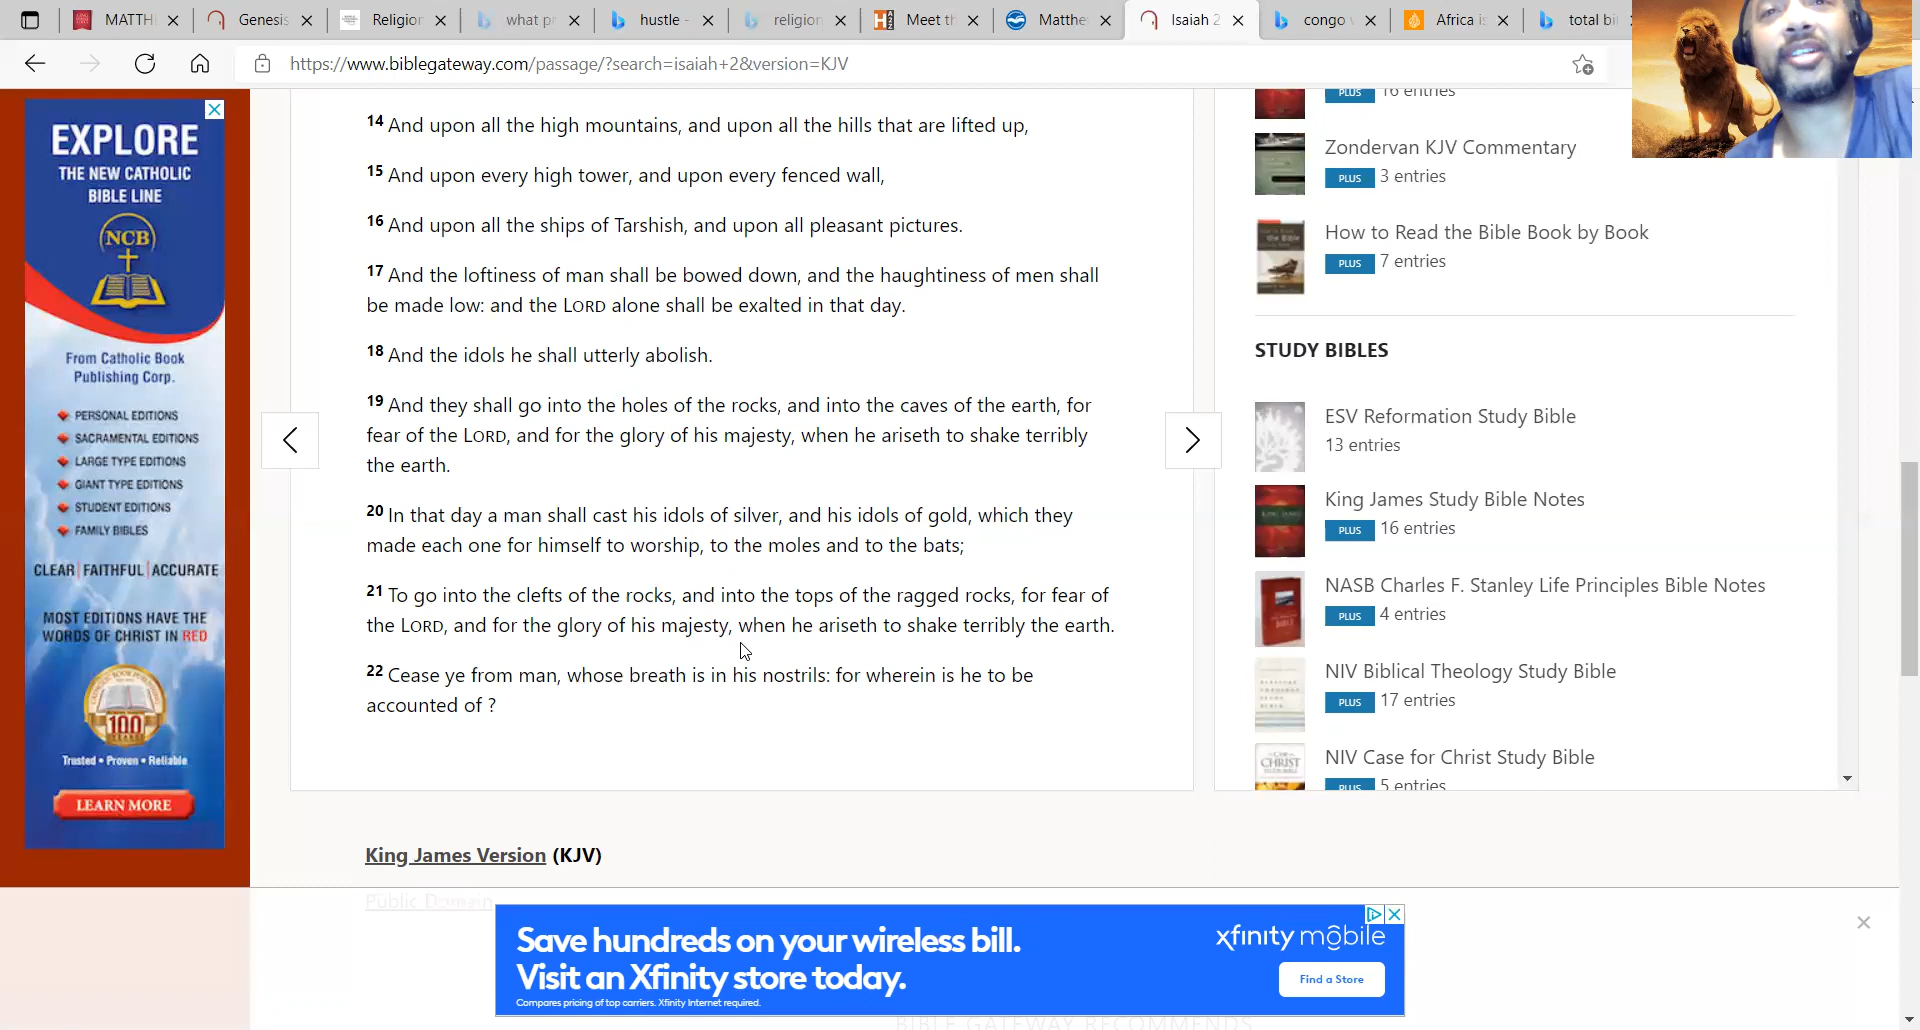 MATTH
Genesis
Religion
what pr
hustle -
religion
Meet th
Matthe
Isaiah 2
congo
Africa is
total bi
https://www.biblegateway.com/passage/?search=isaiah+2&version=KJV
EXPLORE
THE NEW CATHOLIC
BIBLE LINE
NCB
From Catholic Book
Publishing Corp.
PERSONAL EDITIONS
SACRAMENTAL EDITIONS
LARGE TYPE EDITIONS
GIANT TYPE EDITIONS
STUDENT EDITIONS
FAMILY BIBLES
CLEAR | FAITHFUL | ACCURATE
MOST EDITIONS HAVE THE
WORDS OF CHRIST IN RED
100
Trusted • Proven • Reliable
LEARN MORE
14 And upon all the high mountains, and upon all the hills that are lifted up,
15 And upon every high tower, and upon every fenced wall,
16 And upon all the ships of Tarshish, and upon all pleasant pictures.
17 And the loftiness of man shall be bowed down, and the haughtiness of men shall
be made low: and the LORD alone shall be exalted in that day.
18 And the idols he shall utterly abolish.
19 And they shall go into the holes of the rocks, and into the caves of the earth, for
fear of the LORD, and for the glory of his majesty, when he ariseth to shake terribly
the earth.
20 In that day a man shall cast his idols of silver, and his idols of gold, which they
made each one for himself to worship, to the moles and to the bats;
21 To go into the clefts of the rocks, and into the tops of the ragged rocks, for fear of
the LORD, and for the glory of his majesty, when he ariseth to shake terribly the earth.
22 Cease ye from man, whose breath is in his nostrils: for wherein is he to be
accounted of ?
PLUS 16 entries
Zondervan KJV Commentary
PLUS 3 entries
How to Read the Bible Book by Book
PLUS 7 entries
STUDY BIBLES
ESV Reformation Study Bible
13 entries
King James Study Bible Notes
PLUS 16 entries
NASB Charles F. Stanley Life Principles Bible Notes
PLUS 4 entries
NIV Biblical Theology Study Bible
PLUS 17 entries
NIV Case for Christ Study Bible
PLUS 5 entries
King James Version (KJV)
Public Domain
Save hundreds on your wireless bill.
Visit an Xfinity store today.
Compares pricing of top carriers. Xfinity Internet required.
xfinity mobile
Find a Store
BIBLE GATEWAY RECOMMENDS